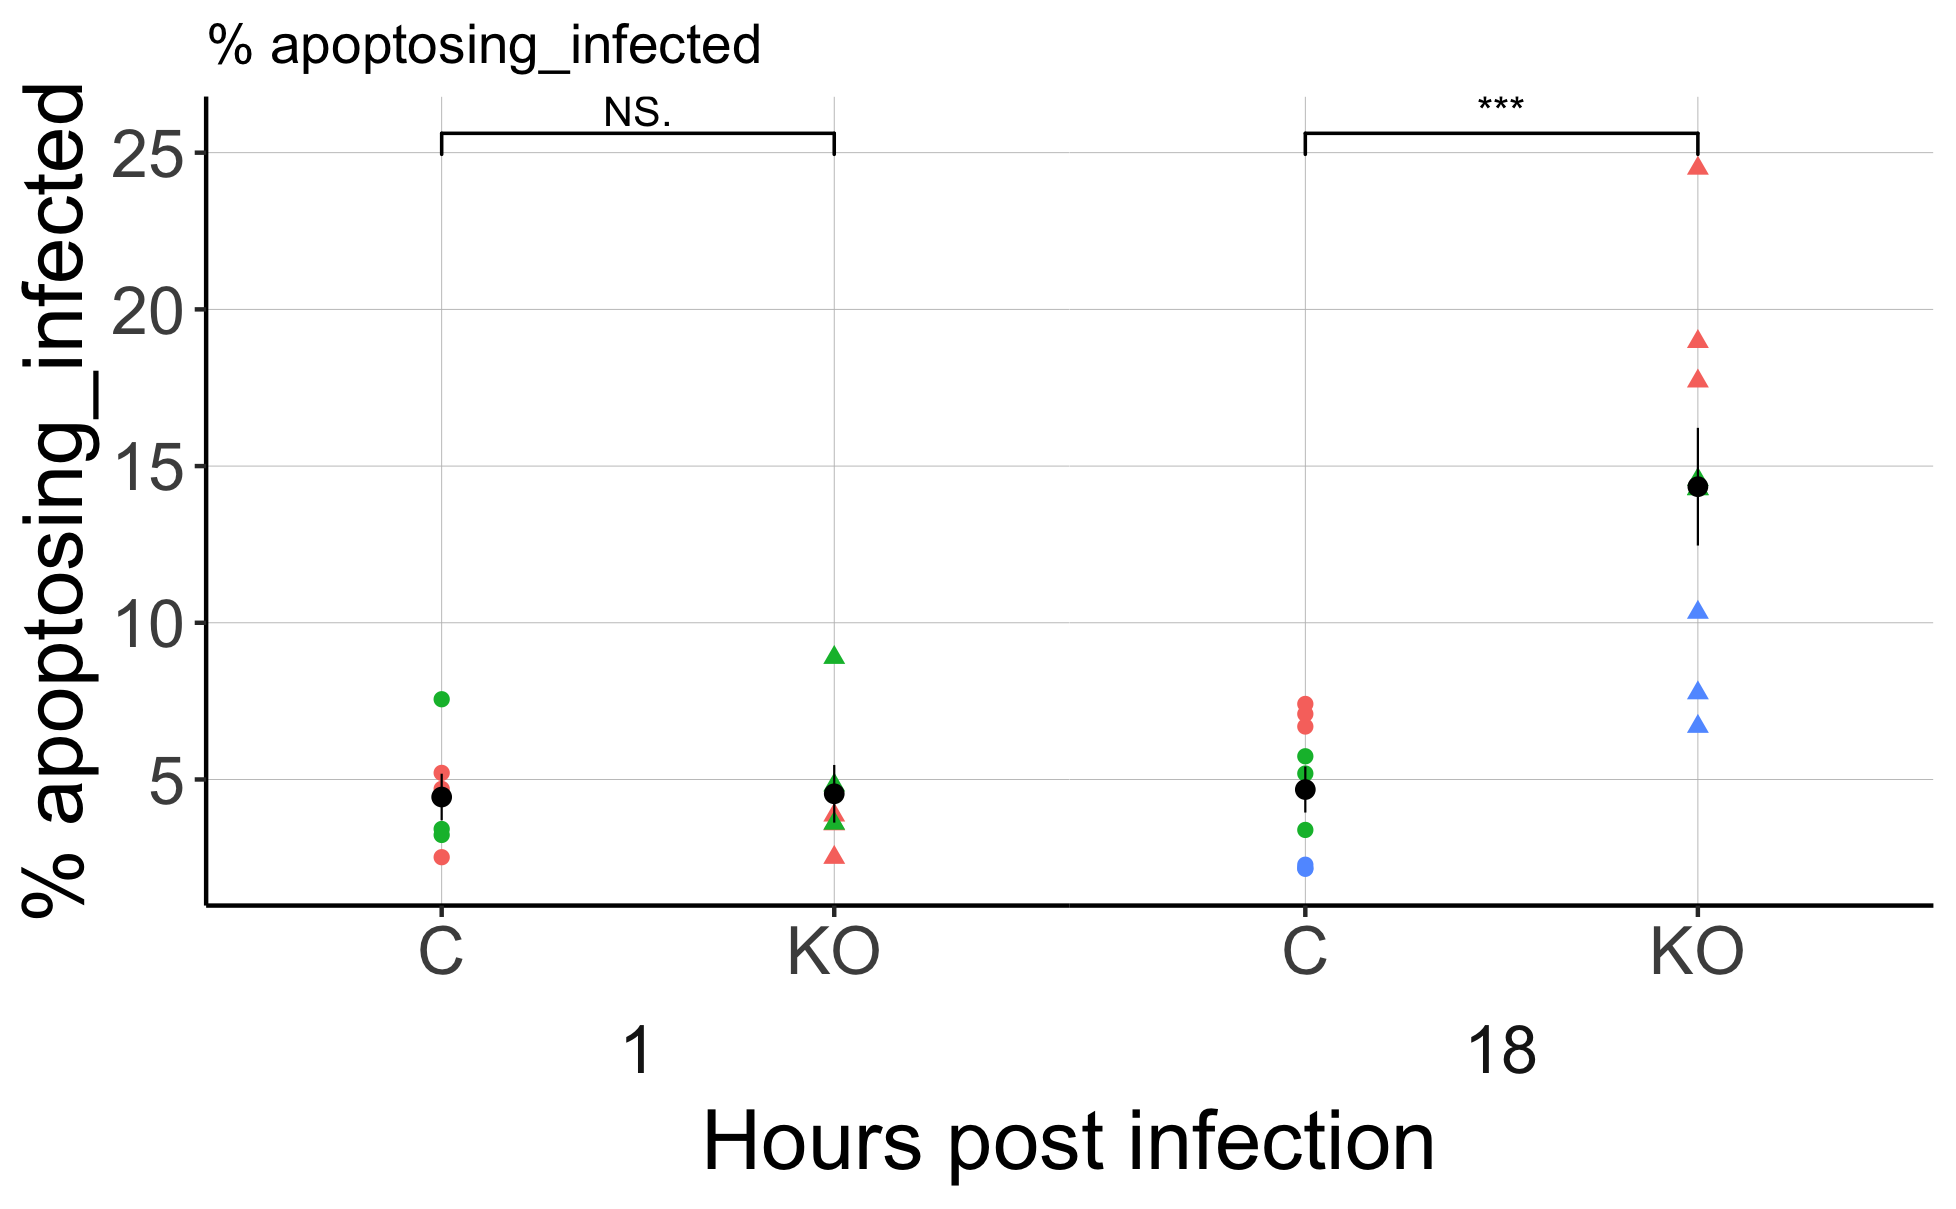 % apoptosing_infected
% apoptosing_infected
NS.
***
25
20
15
10
5
C KO C KO
1 18
Hours post infection